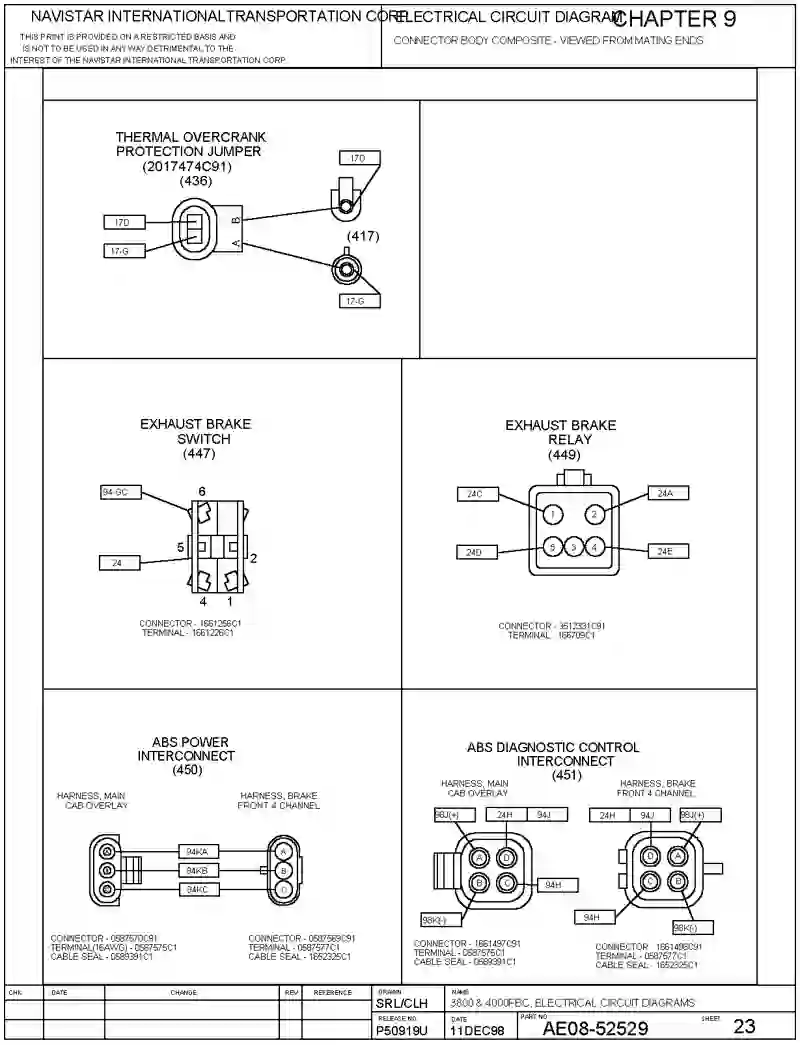 NAVISTAR INTERNATIONAL TRANSPORTATION CORP.
ELECTRICAL CIRCUIT DIAGRAM
CHAPTER 9
THIS PRINT IS PROVIDED ON A RESTRICTED BASIS AND
IS NOT TO BE USED IN ANY WAY DETRIMENTAL TO THE
INTEREST OF THE NAVISTAR INTERNATIONAL TRANSPORTATION CORP.
CONNECTOR BODY COMPOSITE - VIEWED FROM MATING ENDS
THERMAL OVERCRANK
PROTECTION JUMPER
(2017474C91)
(436)
17D
17-G
B
A
17D
(417)
17-G
EXHAUST BRAKE
SWITCH
(447)
94-GC
6
5
24
2
4
1
CONNECTOR - 1661256C1
TERMINAL - 1661226C1
EXHAUST BRAKE
RELAY
(449)
24C
24A
1
2
24D
24E
5
3
4
CONNECTOR - 3512331C91
TERMINAL 166709C1
ABS POWER
INTERCONNECT
(450)
HARNESS, MAIN
CAB OVERLAY
HARNESS, BRAKE
FRONT 4 CHANNEL
A
94KA
A
B
94KB
B
94KC
CONNECTOR - 0587570C91
TERMINAL(16AWG) - 0587575C1
CABLE SEAL - 0589391C1
CONNECTOR - 0587569C91
TERMINAL - 0587577C1
CABLE SEAL - 1652325C1
ABS DIAGNOSTIC CONTROL
INTERCONNECT
(451)
HARNESS, MAIN
CAB OVERLAY
HARNESS, BRAKE
FRONT 4 CHANNEL
98J(+)
24H
94J
24H
94J
98J(+)
A
D
B
C
94H
98K(-)
D
A
C
B
94H
98K(-)
CONNECTOR - 1661497C91
TERMINAL - 0587575C1
CABLE SEAL - 0589391C1
CONNECTOR 1661498C91
TERMINAL - 0587577C1
CABLE SEAL - 1652325C1
CHK
DATE
CHANGE
REV
REFERENCE
DRAWN
SRL/CLH
NAME
3800 & 4000FBC, ELECTRICAL CIRCUIT DIAGRAMS
RELEASE NO.
P50919U
DATE
11DEC98
PART NO.
AE08-52529
SHEET
23